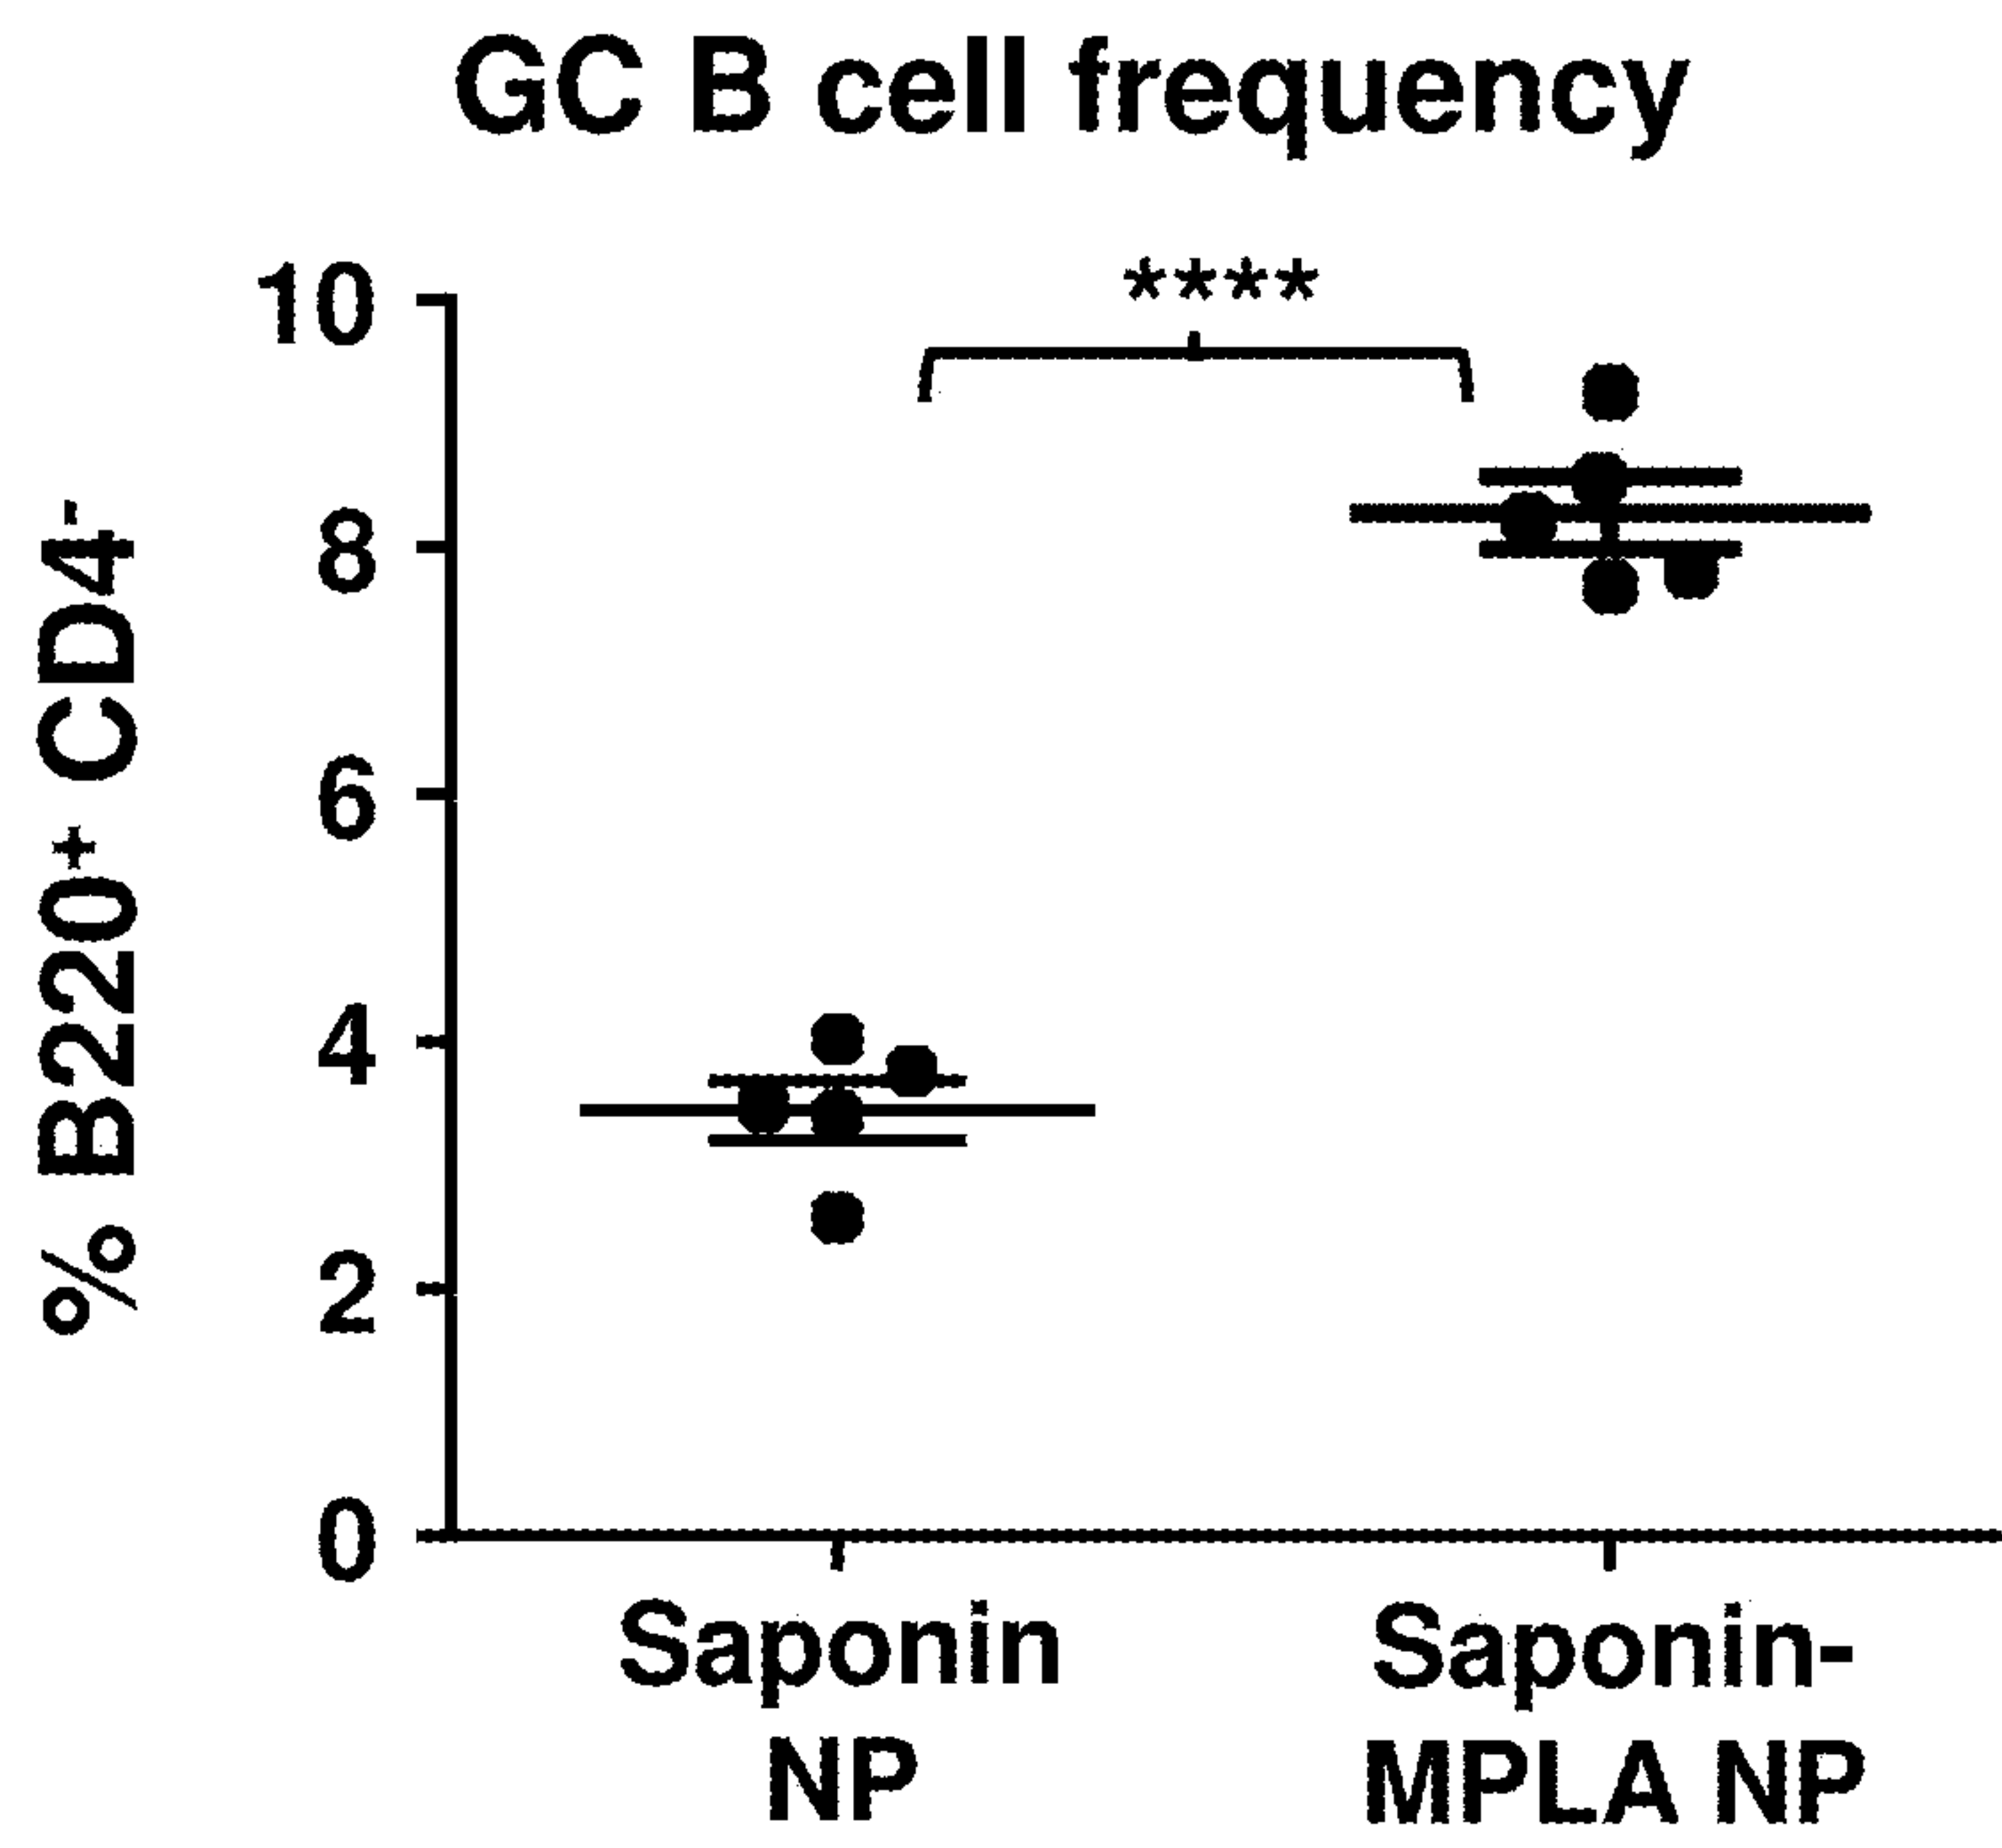 GC B cell frequency
****
% B220⁺ CD4⁻
10
8
6
4
2
0
Saponin
NP
Saponin-
MPLA NP